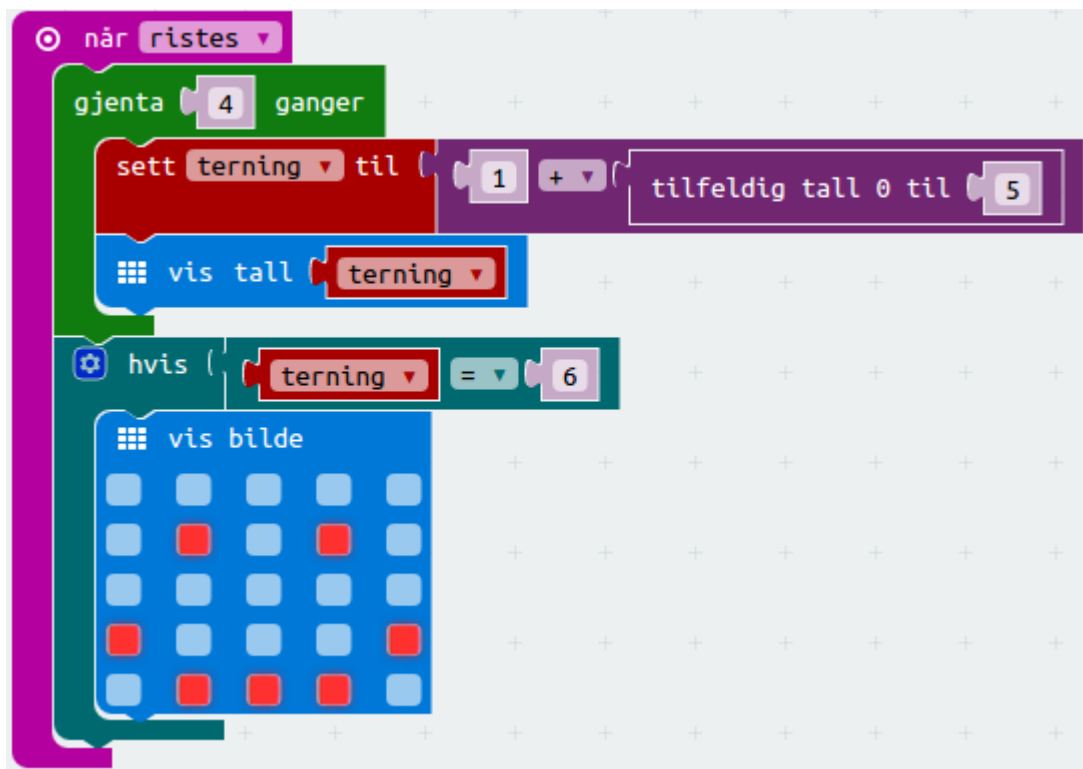 når ristes
gjenta 4 ganger
sett terning til 1 + tilfeldig tall 0 til 5
vis tall terning
hvis terning = 6
vis bilde